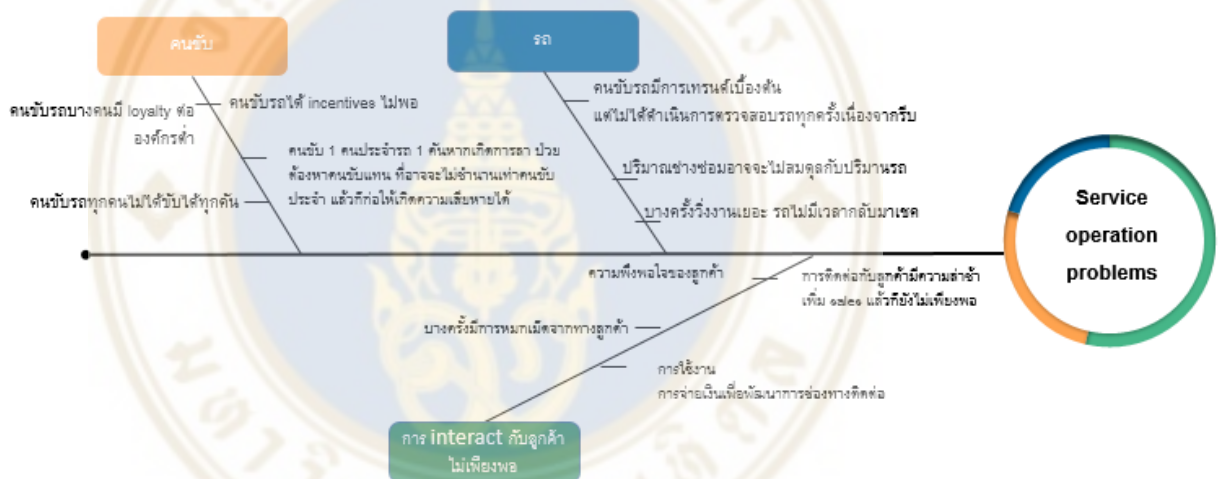 คนขับ
รถ
คนขับรถบางคนมี loyalty ต่อ
องค์กรต่ำ
คนขับรถได้ incentives ไม่พอ
คนขับ 1 คนประจำรถ 1 คันหากเกิดการลา ป่วย
ต้องหาคนขับแทน ที่อาจจะไม่ชำนานเท่าคนขับ
ประจำ แล้วก็ก่อให้เกิดความเสียหายได้
คนขับรถทุกคนไม่ได้ขับได้ทุกคัน
คนขับรถมีการเทรนด์เบื้องต้น
แต่ไม่ได้ดำเนินการตรวจสอบรถทุกครั้งเนื่องจากรีบ
ปริมาณช่างซ่อมอาจจะไม่สมดุลกับปริมานรถ
บางครั้งวิ่งงานเยอะ รถไม่มีเวลากลับมาเชค
Service
operation
problems
ความพึงพอใจของลูกค้า
การติดต่อกับลูกค้ามีความล่าช้า
เพิ่ม sales แล้วก็ยังไม่เพียงพอ
บางครั้งมีการหมกเม็ดจากทางลูกค้า
การใช้งาน
การจ่ายเงินเพื่อพัฒนาการช่องทางติดต่อ
การ interact กับลูกค้า
ไม่เพียงพอ